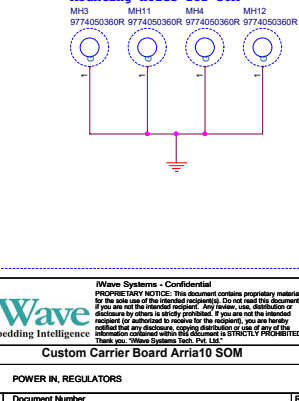 MH3 MH11 MH4 MH12
9774050360R 9774050360R 9774050360R 9774050360R
1 1 1 1
iWave Systems - Confidential
PROPRIETARY NOTICE: This document contains proprietary material
for the sole use of the intended recipient(s). Do not read this document
if you are not the intended recipient. Any review, use, distribution or
disclosure by others is strictly prohibited. If you are not the intended
recipient (or authorized to receive for the recipient), you are hereby
notified that any disclosure, copying distribution or use of any of the
information contained within this document is STRICTLY PROHIBITED
Thank you. "iWave Systems Tech. Pvt. Ltd."
Wave
bedding Intelligence
Custom Carrier Board Arria10 SOM
POWER IN, REGULATORS
Document Number